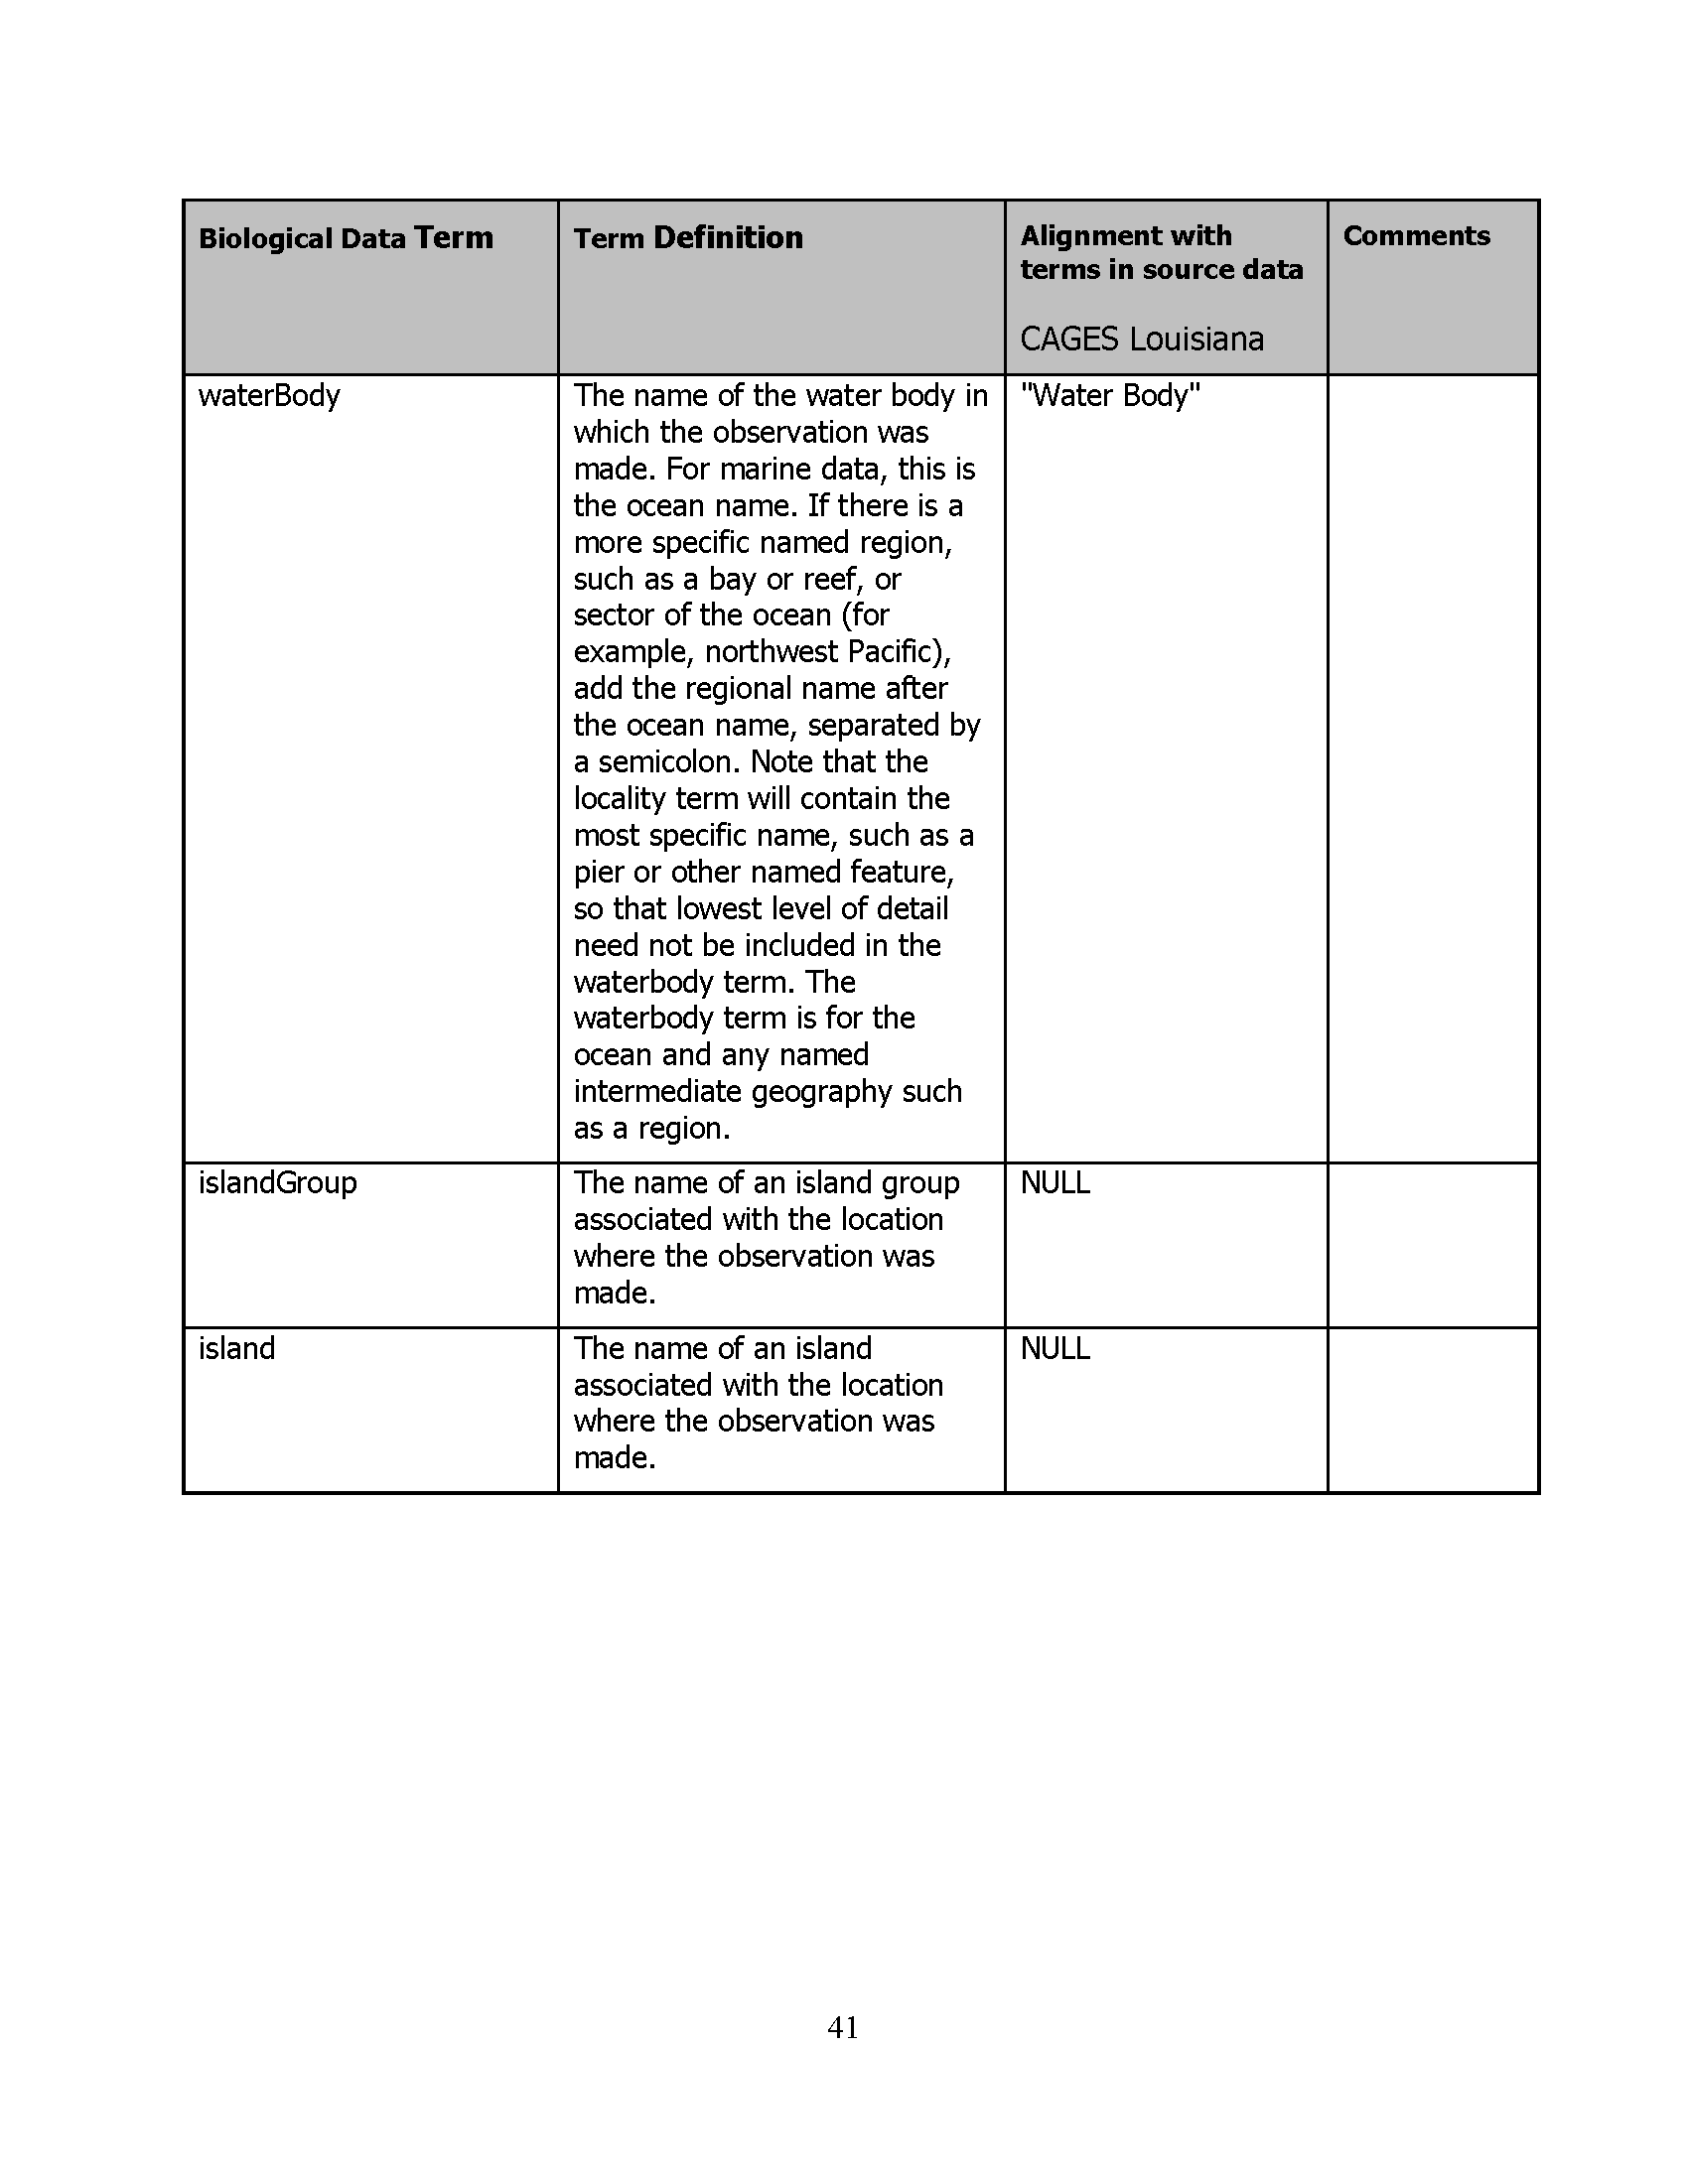 Biological Data Term
Term Definition
Alignment with
terms in source data
CAGES Louisiana
Comments
waterBody
The name of the water body in
which the observation was
made. For marine data, this is
the ocean name. If there is a
more specific named region,
such as a bay or reef, or
sector of the ocean (for
example, northwest Pacific),
add the regional name after
the ocean name, separated by
a semicolon. Note that the
locality term will contain the
most specific name, such as a
pier or other named feature,
so that lowest level of detail
need not be included in the
waterbody term. The
waterbody term is for the
ocean and any named
intermediate geography such
as a region.
"Water Body"
islandGroup
The name of an island group
associated with the location
where the observation was
made.
NULL
island
The name of an island
associated with the location
where the observation was
made.
NULL
41